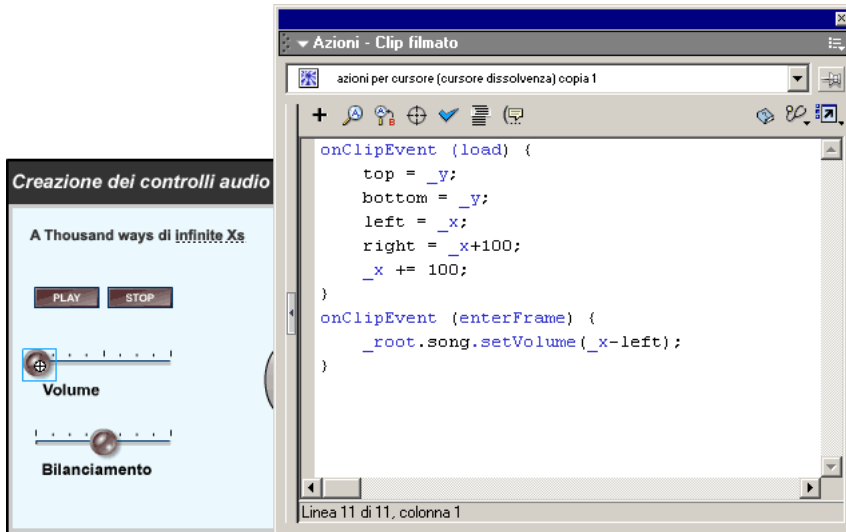 Azioni - Clip filmato
azioni per cursore (cursore dissolvenza) copia 1
onClipEvent (load) {
top = _y;
bottom = _y;
left = _x;
right = _x+100;
_x += 100;
}
onClipEvent (enterFrame) {
_root.song.setVolume(_x-left);
}
Linea 11 di 11, colonna 1
Creazione dei controlli audio
A Thousand ways di infinite Xs
PLAY STOP
Volume
Bilanciamento